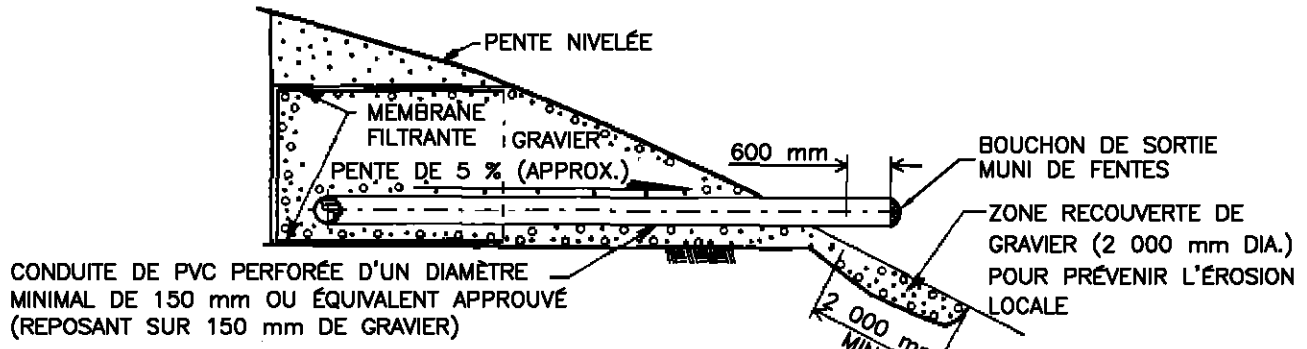 PENTE NIVELÉE
MEMBRANE
FILTRANTE
GRAVIER
PENTE DE 5 % (APPROX.)
600 mm
BOUCHON DE SORTIE
MUNI DE FENTES
ZONE RECOUVERTE DE
GRAVIER (2 000 mm DIA.)
POUR PRÉVENIR L'ÉROSION
LOCALE
CONDUITE DE PVC PERFORÉE D'UN DIAMÈTRE
MINIMAL DE 150 mm OU ÉQUIVALENT APPROUVÉ
(REPOSANT SUR 150 mm DE GRAVIER)
2 000 mm
MIN